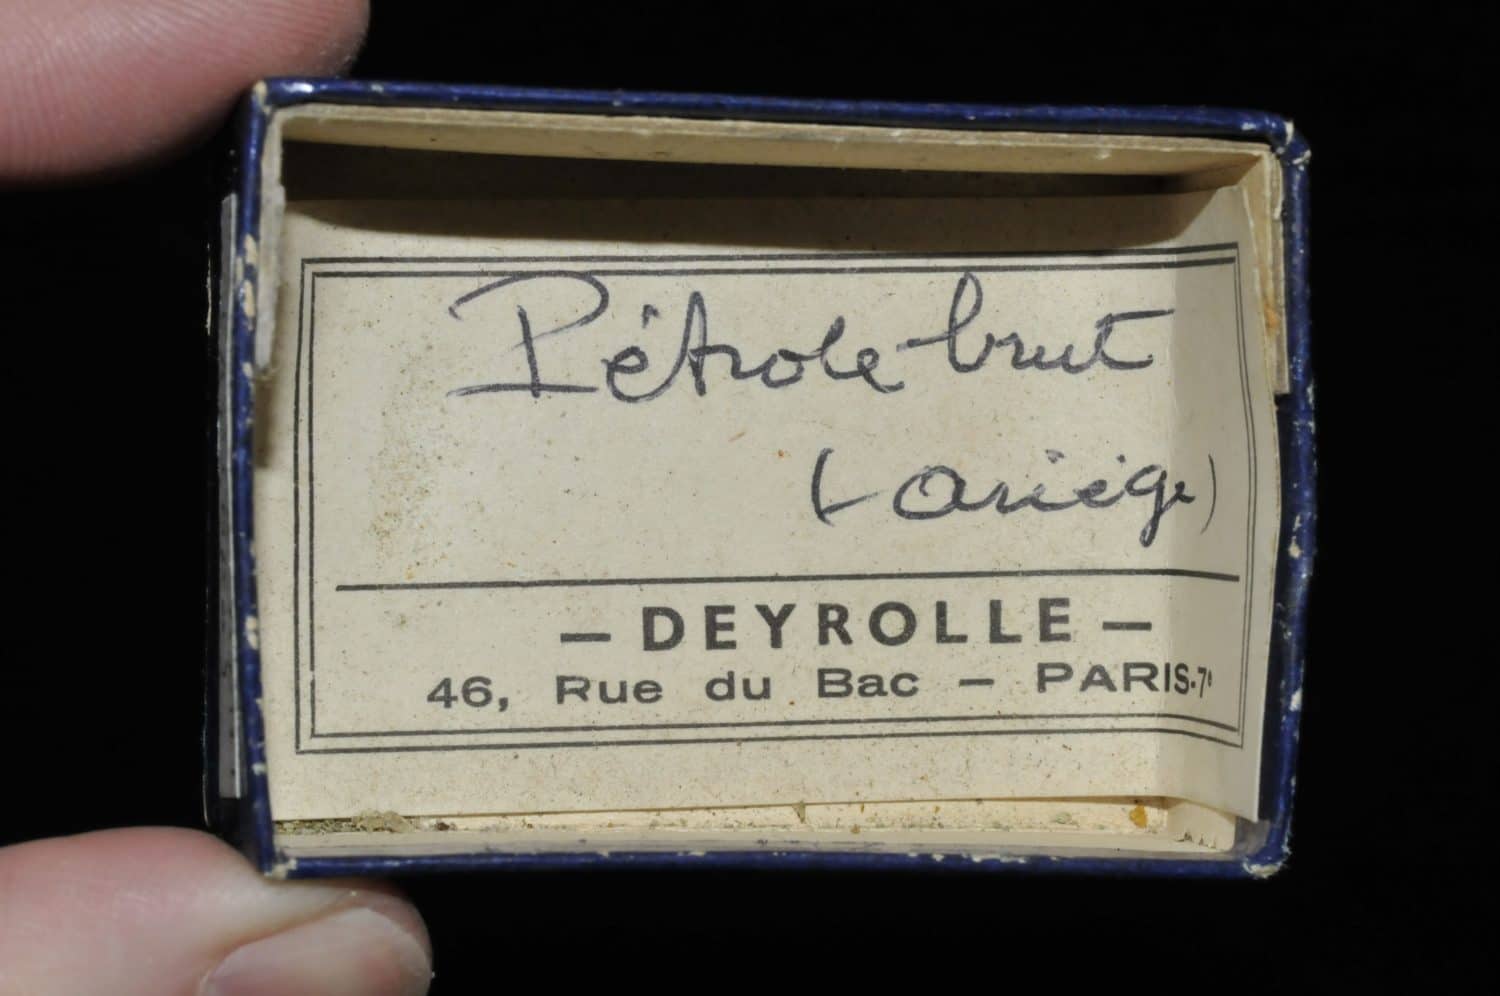 Pétrole brut
(Ariège)
— DEYROLLE —
46, Rue du Bac — PARIS-7e